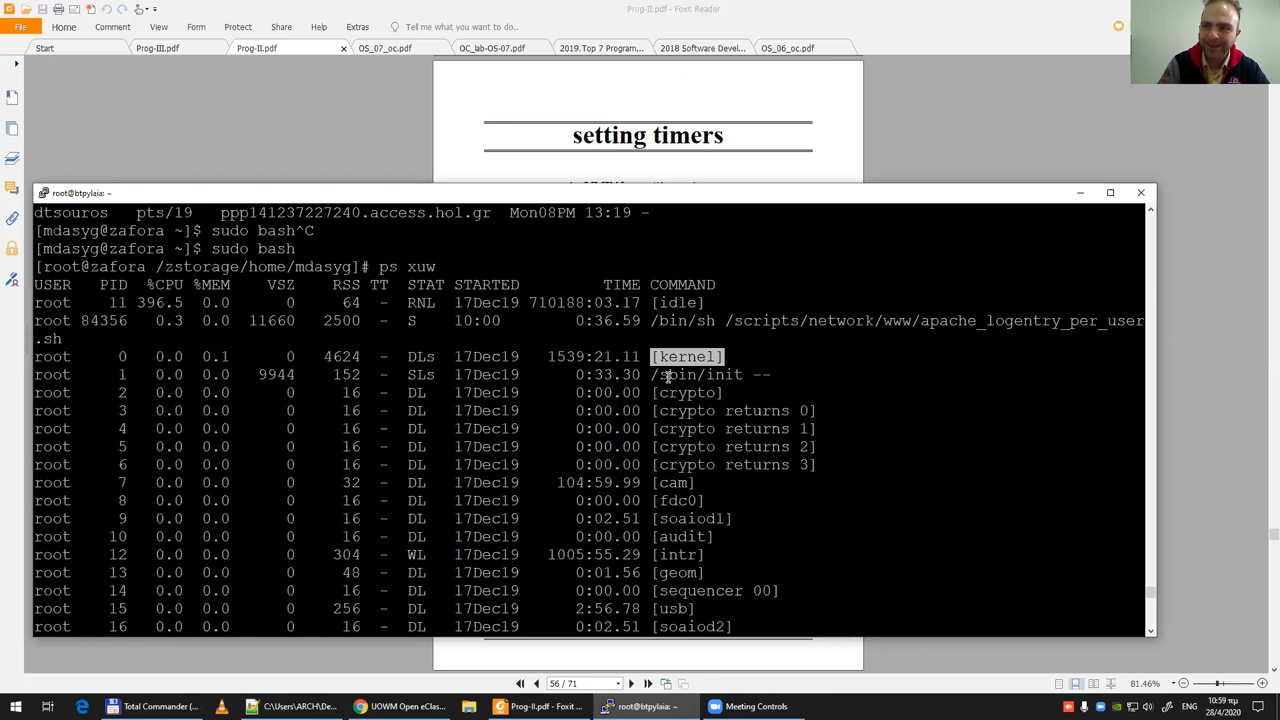 Prog-II.pdf - Foxit Reader
File Home Comment View Form Protect Share Help Extras Tell me what you want to do...
Start Prog-III.pdf Prog-II.pdf OS_07_oc.pdf OC_lab-OS-07.pdf 2019.Top 7 Program... 2018 Software Devel... OS_06_oc.pdf
setting timers
root@btpylaia: ~
dtsouros pts/19 ppp141237227240.access.hol.gr Mon08PM 13:19 -
[mdasyg@zafora ~]$ sudo bash^C
[mdasyg@zafora ~]$ sudo bash
[root@zafora /zstorage/home/mdasyg]# ps xuw
USER PID %CPU %MEM VSZ RSS TT STAT STARTED TIME COMMAND
root 11 396.5 0.0 0 64 - RNL 17Dec19 710188:03.17 [idle]
root 84356 0.3 0.0 11660 2500 - S 10:00 0:36.59 /bin/sh /scripts/network/www/apache_logentry_per_user
.sh
root 0 0.0 0.1 0 4624 - DLs 17Dec19 1539:21.11 [kernel]
root 1 0.0 0.0 9944 152 - SLs 17Dec19 0:33.30 /sbin/init --
root 2 0.0 0.0 0 16 - DL 17Dec19 0:00.00 [crypto]
root 3 0.0 0.0 0 16 - DL 17Dec19 0:00.00 [crypto returns 0]
root 4 0.0 0.0 0 16 - DL 17Dec19 0:00.00 [crypto returns 1]
root 5 0.0 0.0 0 16 - DL 17Dec19 0:00.00 [crypto returns 2]
root 6 0.0 0.0 0 16 - DL 17Dec19 0:00.00 [crypto returns 3]
root 7 0.0 0.0 0 32 - DL 17Dec19 104:59.99 [cam]
root 8 0.0 0.0 0 16 - DL 17Dec19 0:00.00 [fdc0]
root 9 0.0 0.0 0 16 - DL 17Dec19 0:02.51 [soaiod1]
root 10 0.0 0.0 0 16 - DL 17Dec19 0:00.00 [audit]
root 12 0.0 0.0 0 304 - WL 17Dec19 1005:55.29 [intr]
root 13 0.0 0.0 0 48 - DL 17Dec19 0:01.56 [geom]
root 14 0.0 0.0 0 16 - DL 17Dec19 0:00.00 [sequencer 00]
root 15 0.0 0.0 0 256 - DL 17Dec19 2:56.78 [usb]
root 16 0.0 0.0 0 16 - DL 17Dec19 0:02.51 [soaiod2]
56 / 71 81.46%
Total Commander (... C:\Users\ARCH\De... UOWM Open eClas... Prog-II.pdf - Foxit ... root@btpylaia: ~ Meeting Controls 10:59 πμ
28/4/2020